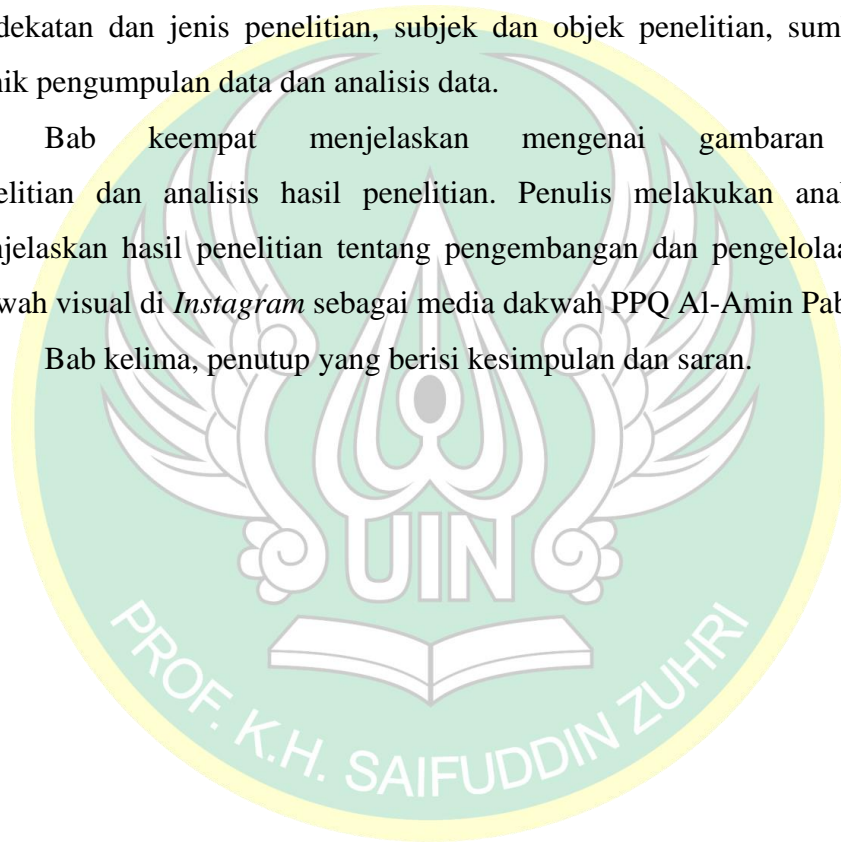 dekatan dan jenis penelitian, subjek dan objek penelitian, sum
nik pengumpulan data dan analisis data.
Bab keempat menjelaskan mengenai gambaran
elitian dan analisis hasil penelitian. Penulis melakukan anal
njelaskan hasil penelitian tentang pengembangan dan pengelolaa
wah visual di Instagram sebagai media dakwah PPQ Al-Amin Pab
Bab kelima, penutup yang berisi kesimpulan dan saran.
UIN
PROF. K.H. SAIFUDDIN ZUHRI